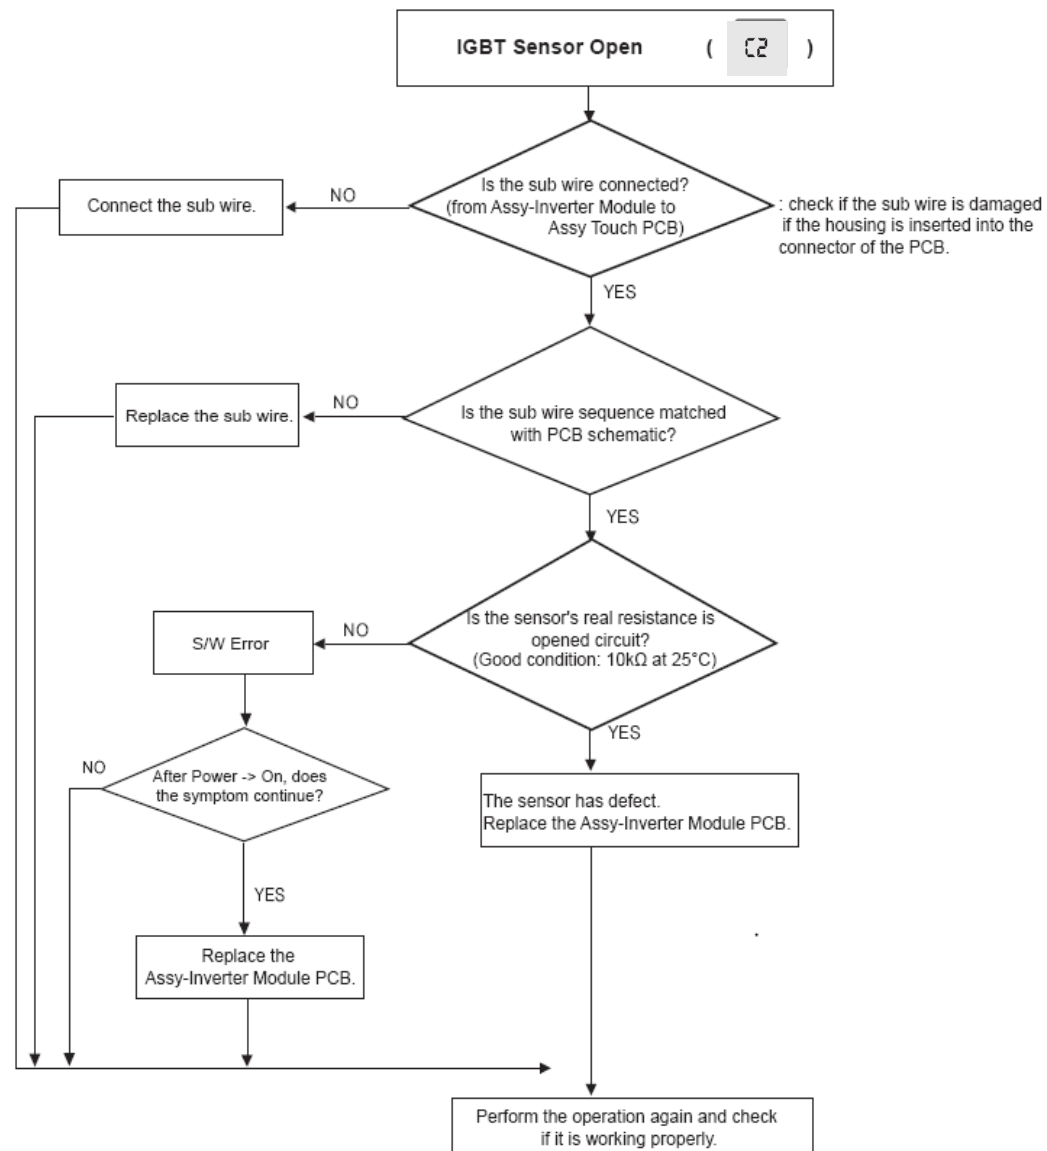 IGBT Sensor Open ( C2 )
Is the sub wire connected?
(from Assy-Inverter Module to
Assy Touch PCB)
NO
Connect the sub wire.
: check if the sub wire is damaged
if the housing is inserted into the
connector of the PCB.
YES
Is the sub wire sequence matched
with PCB schematic?
NO
Replace the sub wire.
YES
Is the sensor's real resistance is
opened circuit?
(Good condition: 10kΩ at 25°C)
NO
S/W Error
YES
After Power -> On, does
the symptom continue?
NO
The sensor has defect.
Replace the Assy-Inverter Module PCB.
YES
Replace the
Assy-Inverter Module PCB.
Perform the operation again and check
if it is working properly.